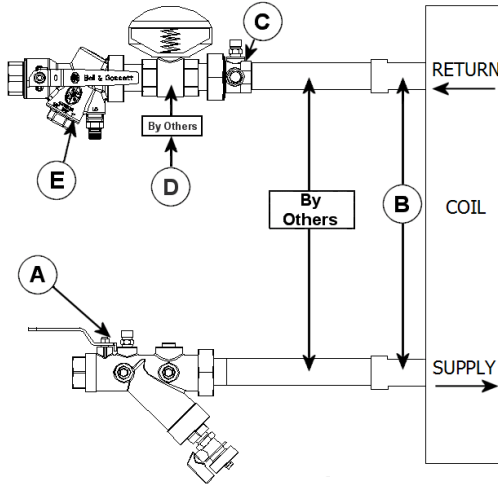 C
RETURN
Bell & Gossett
By Others
E
D
By
Others
B
COIL
A
SUPPLY